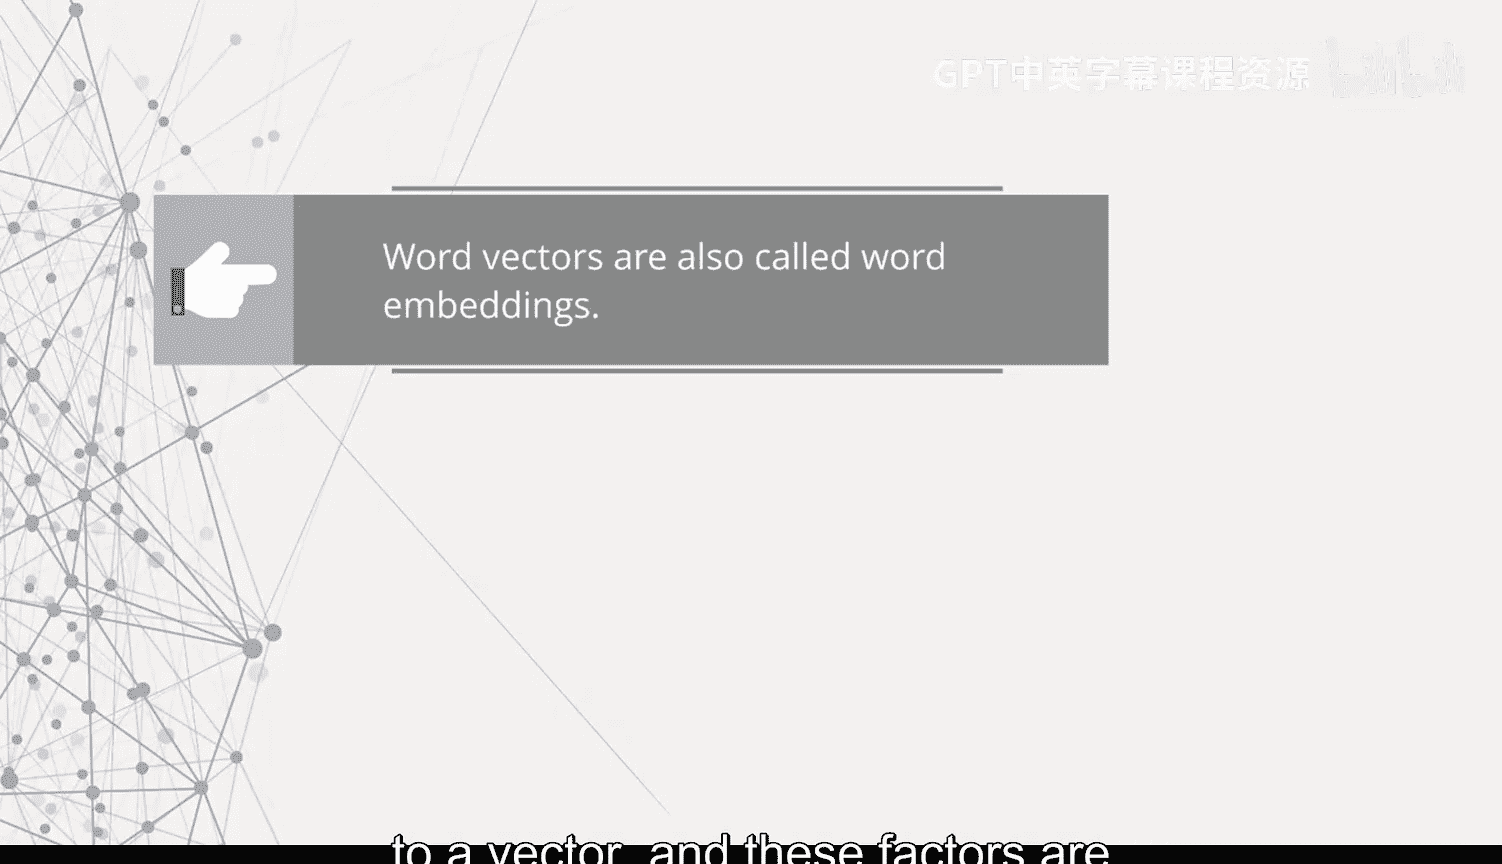 GPT中英字幕课程资源
Word vectors are also called word
embeddings.
to a vector, and these factors are